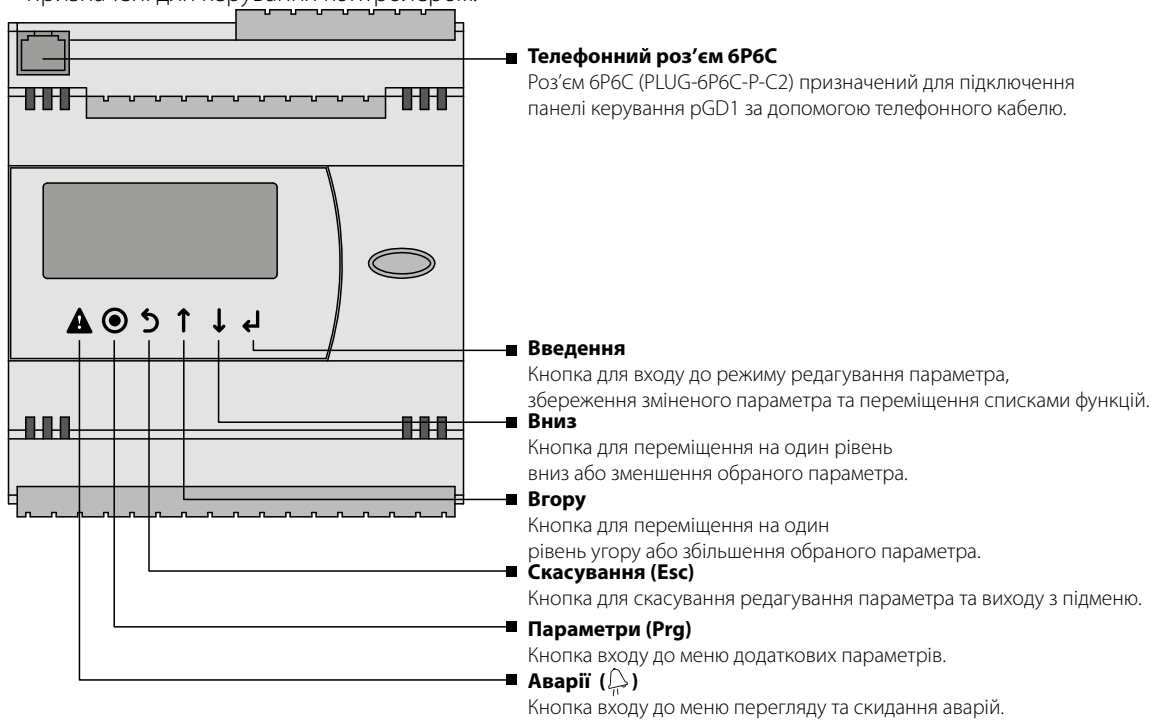 Телефонний роз’єм 6P6C
Роз’єм 6P6C (PLUG-6P6C-P-C2) призначений для підключення
панелі керування pGD1 за допомогою телефонного кабелю.
Введення
Кнопка для входу до режиму редагування параметра,
збереження зміненого параметра та переміщення списками функцій.
Вниз
Кнопка для переміщення на один рівень
вниз або зменшення обраного параметра.
Вгору
Кнопка для переміщення на один
рівень угору або збільшення обраного параметра.
Скасування (Esc)
Кнопка для скасування редагування параметра та виходу з підменю.
Параметри (Prg)
Кнопка входу до меню додаткових параметрів.
Аварії ( )
Кнопка входу до меню перегляду та скидання аварій.